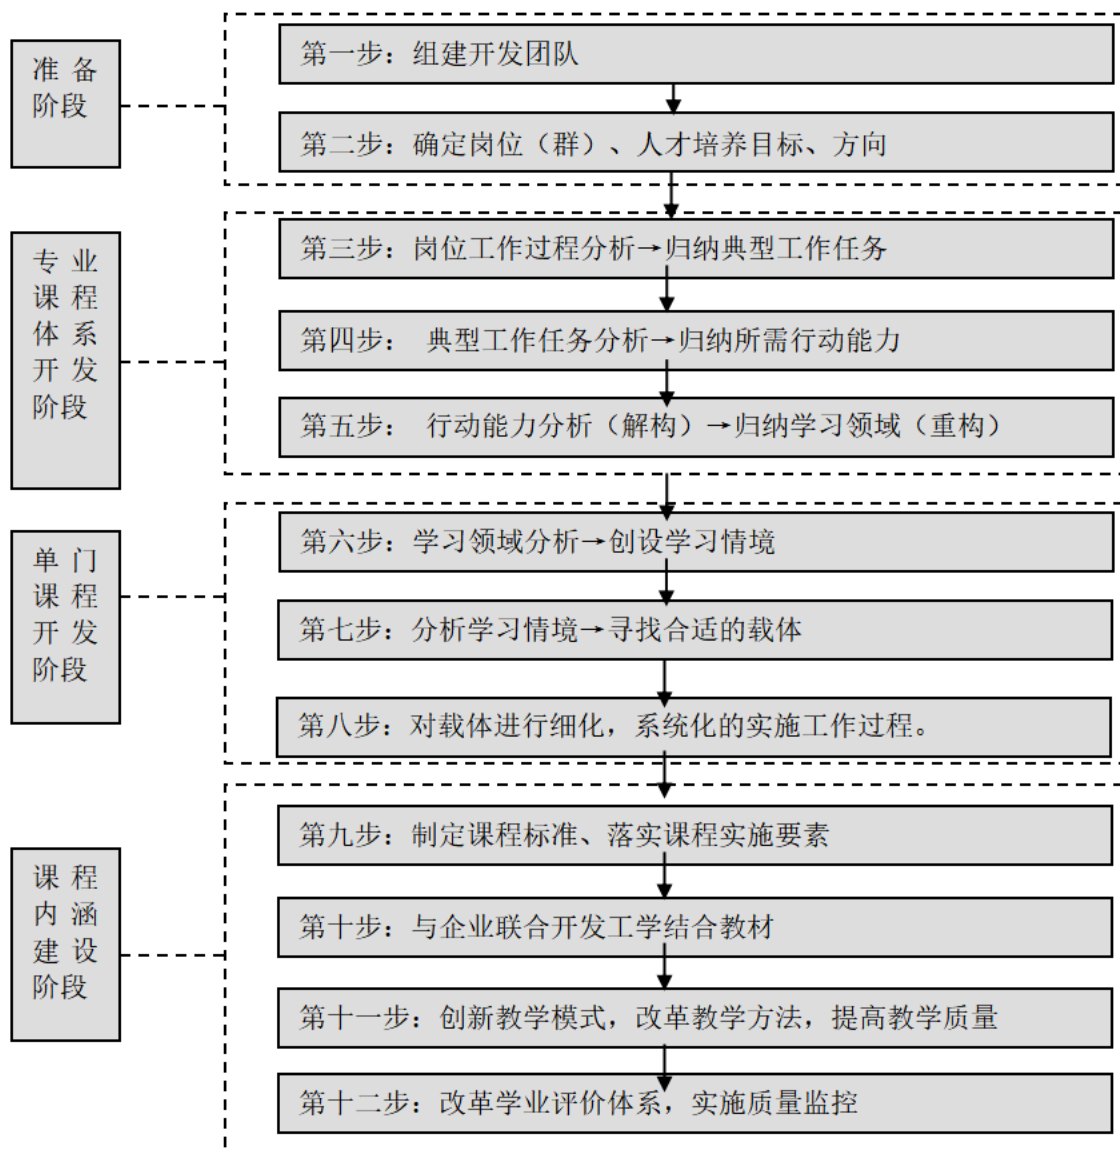 准 备
阶段
第一步：组建开发团队
第二步：确定岗位（群）、人才培养目标、方向
专 业
课 程
体 系
开 发
阶段
第三步：岗位工作过程分析→归纳典型工作任务
第四步： 典型工作任务分析→归纳所需行动能力
第五步： 行动能力分析（解构）→归纳学习领域（重构）
单 门
课 程
开 发
阶段
第六步：学习领域分析→创设学习情境
第七步：分析学习情境→寻找合适的载体
第八步：对载体进行细化，系统化的实施工作过程。
课 程
内 涵
建 设
阶段
第九步：制定课程标准、落实课程实施要素
第十步：与企业联合开发工学结合教材
第十一步：创新教学模式，改革教学方法，提高教学质量
第十二步：改革学业评价体系，实施质量监控